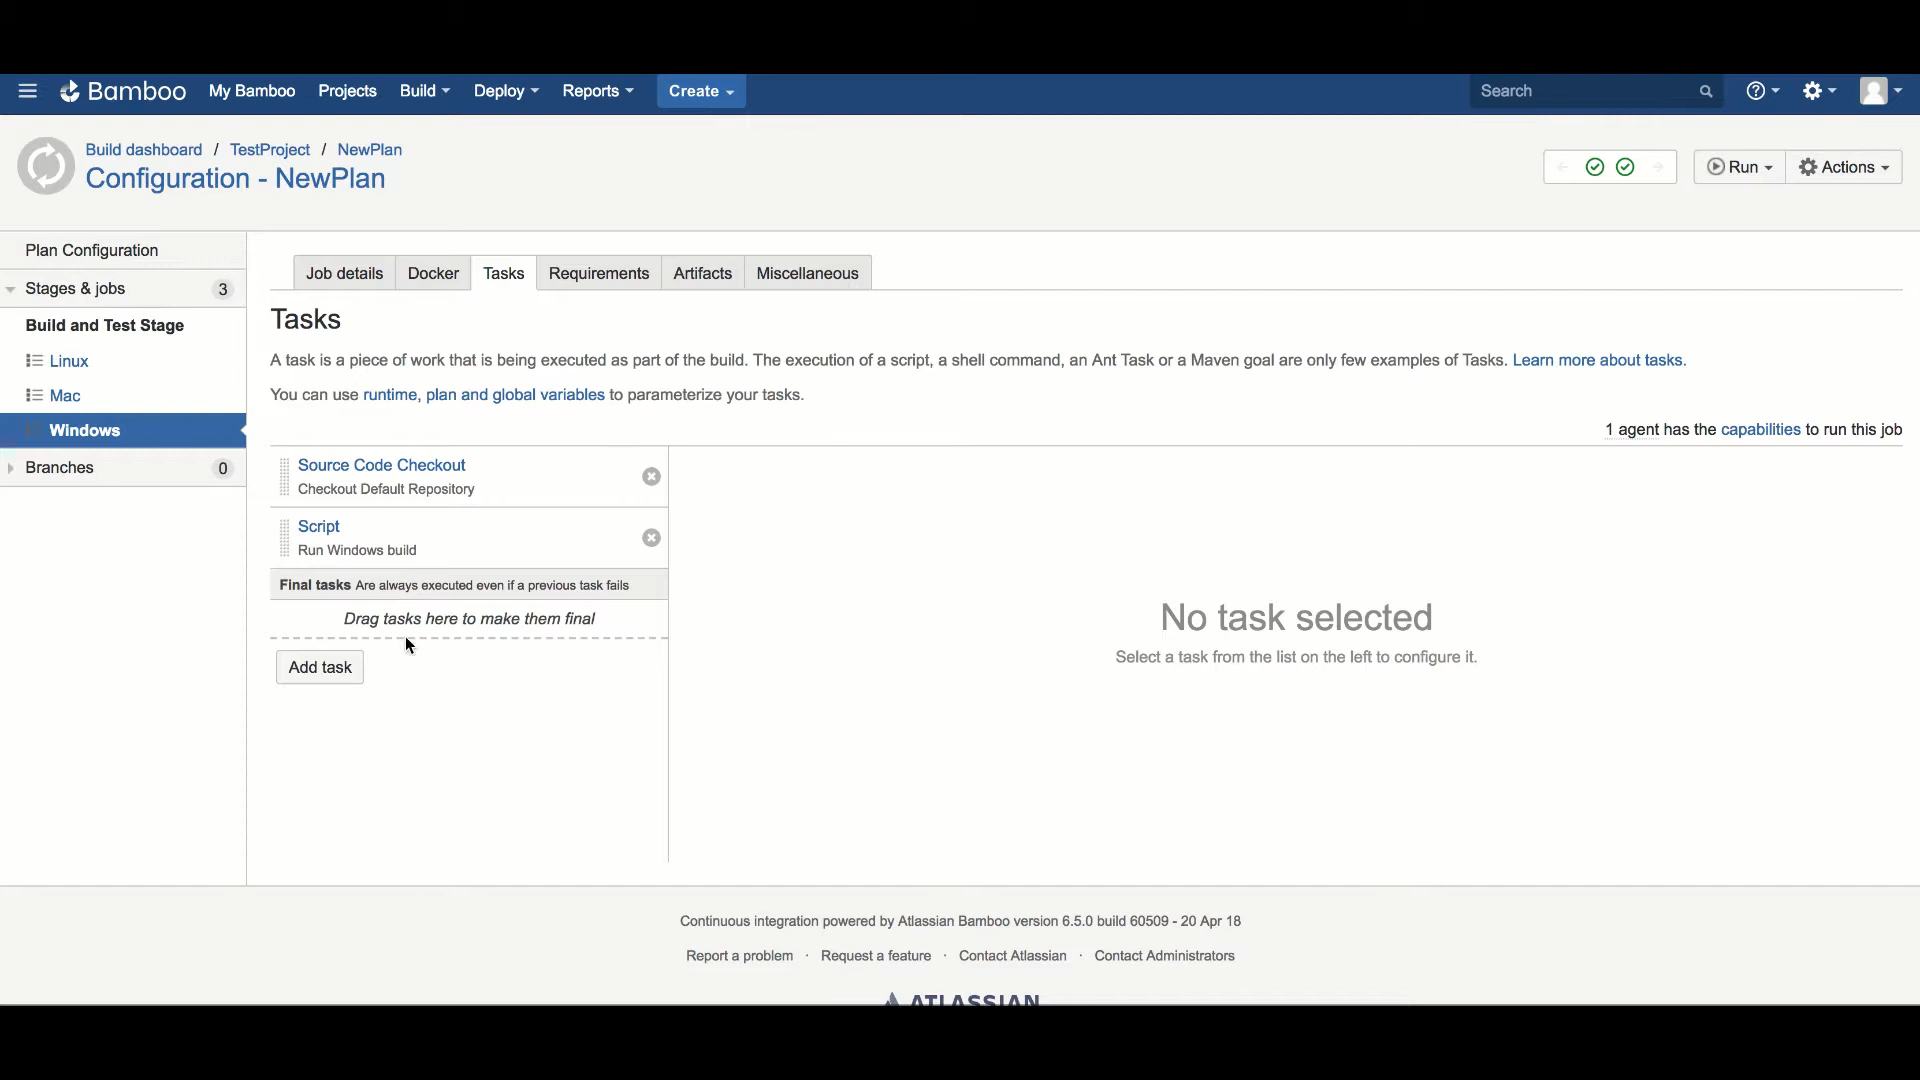 Bamboo My Bamboo Projects Build Deploy Reports Create Search
Build dashboard / TestProject / NewPlan
Configuration - NewPlan
Run Actions
Plan Configuration
Stages & jobs 3
Build and Test Stage
Linux
Mac
Windows
Branches 0
Job details Docker Tasks Requirements Artifacts Miscellaneous
Tasks
A task is a piece of work that is being executed as part of the build. The execution of a script, a shell command, an Ant Task or a Maven goal are only few examples of Tasks. Learn more about tasks.
You can use runtime, plan and global variables to parameterize your tasks.
1 agent has the capabilities to run this job
Source Code Checkout
Checkout Default Repository
Script
Run Windows build
Final tasks Are always executed even if a previous task fails
Drag tasks here to make them final
Add task
No task selected
Select a task from the list on the left to configure it.
Continuous integration powered by Atlassian Bamboo version 6.5.0 build 60509 - 20 Apr 18
Report a problem · Request a feature · Contact Atlassian · Contact Administrators
ATLASSIAN